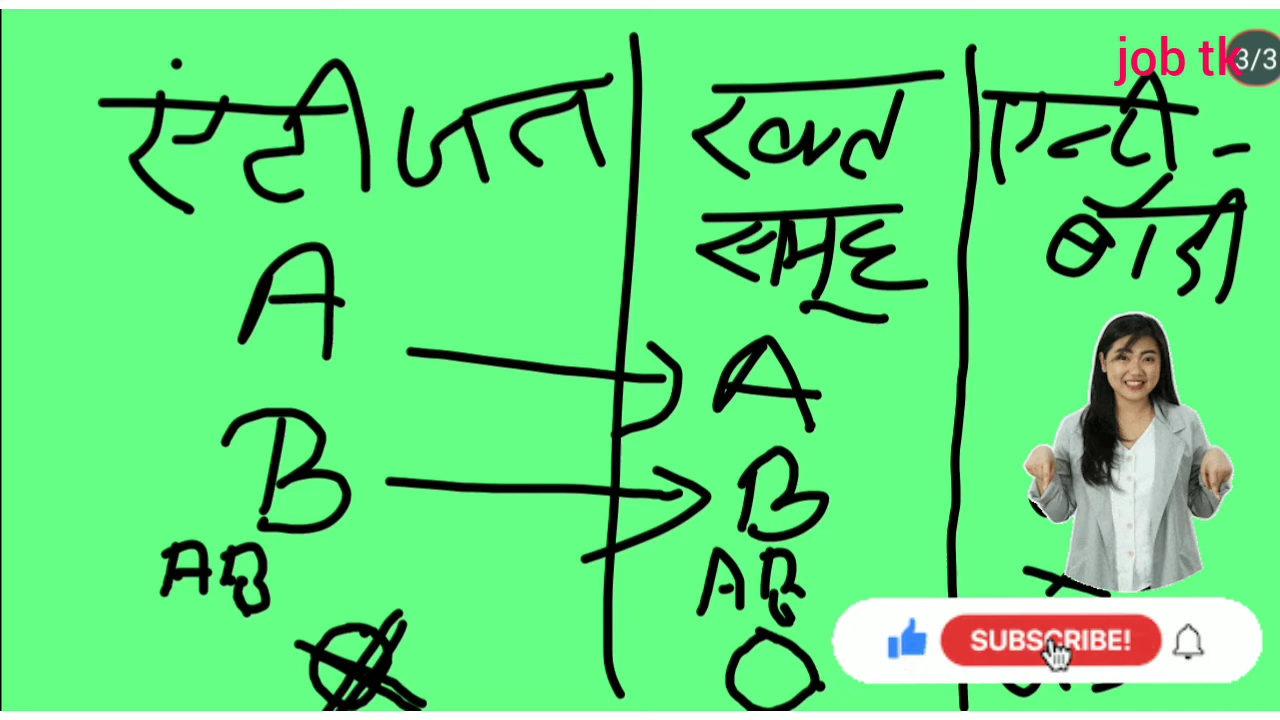 job tk
3/3
एंटीजन रक्त एन्टी-
समूह बाडी
A A
B B
AB AB
O O
SUBSCRIBE!